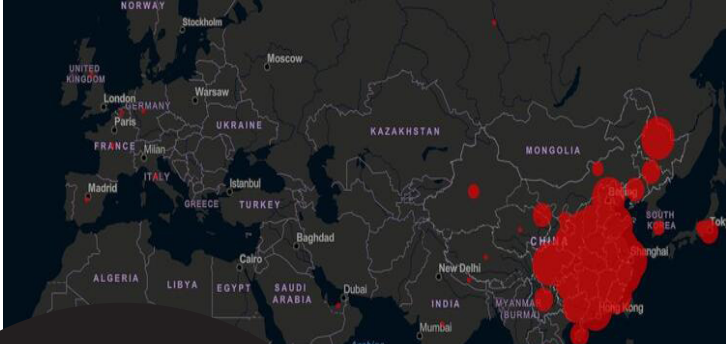 NORWAY
Stockholm
Moscow
UNITED
KINGDOM
London
GERMANY
Warsaw
Paris
UKRAINE
KAZAKHSTAN
MONGOLIA
FRANCE
Milan
ITALY
Madrid
Istanbul
GREECE
TURKEY
Beijing
SOUTH
KOREA
Tok
CHINA
Shanghai
Baghdad
Cairo
New Delhi
ALGERIA
LIBYA
EGYPT
SAUDI
ARABIA
Dubai
INDIA
MYANMAR
(BURMA)
Hong Kong
Mumbai